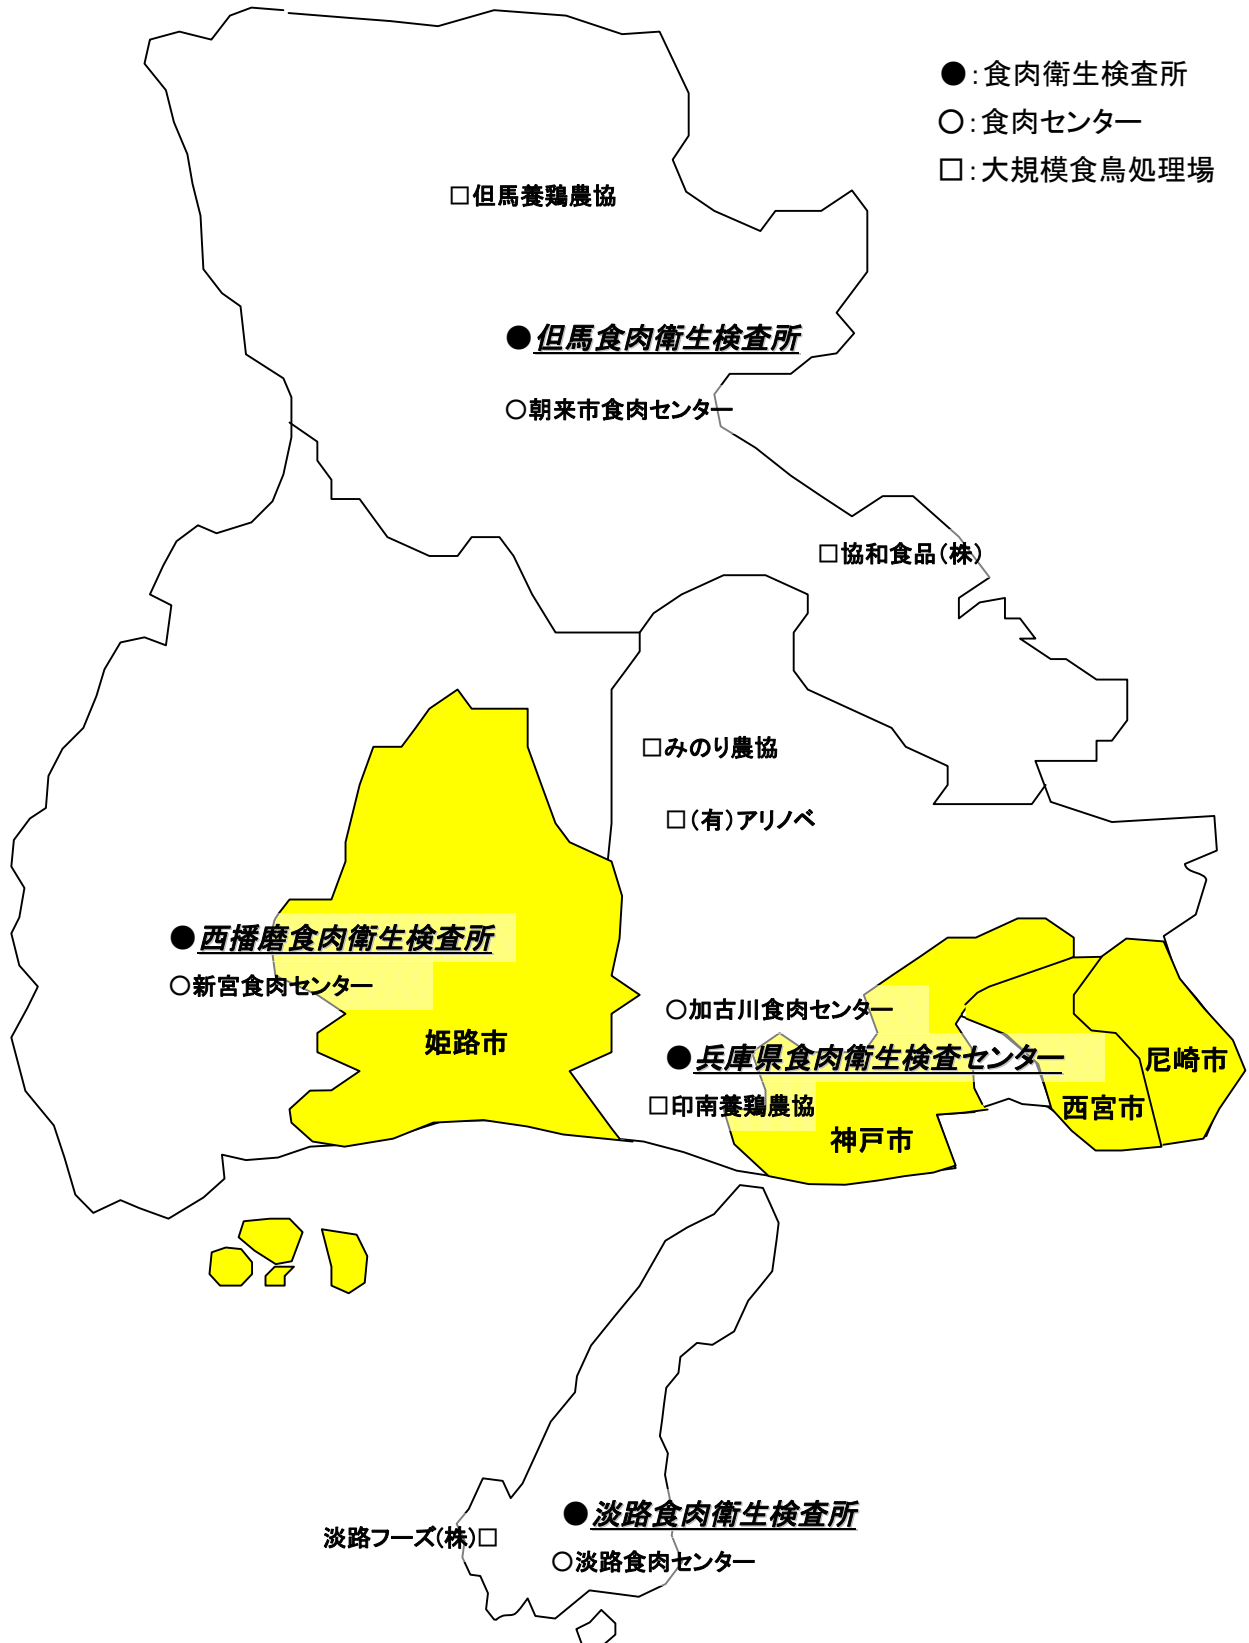 ●：食肉衛生検査所
○：食肉センター
□：大規模食鳥処理場
□但馬養鶏農協
●但馬食肉衛生検査所
○朝来市食肉センター
□協和食品（株）
□みのり農協
□（有）アリノベ
●西播磨食肉衛生検査所
○新宮食肉センター
姫路市
○加古川食肉センター
●兵庫県食肉衛生検査センター
尼崎市
□印南養鶏農協
西宮市
神戸市
●淡路食肉衛生検査所
淡路フーズ(株)□
○淡路食肉センター